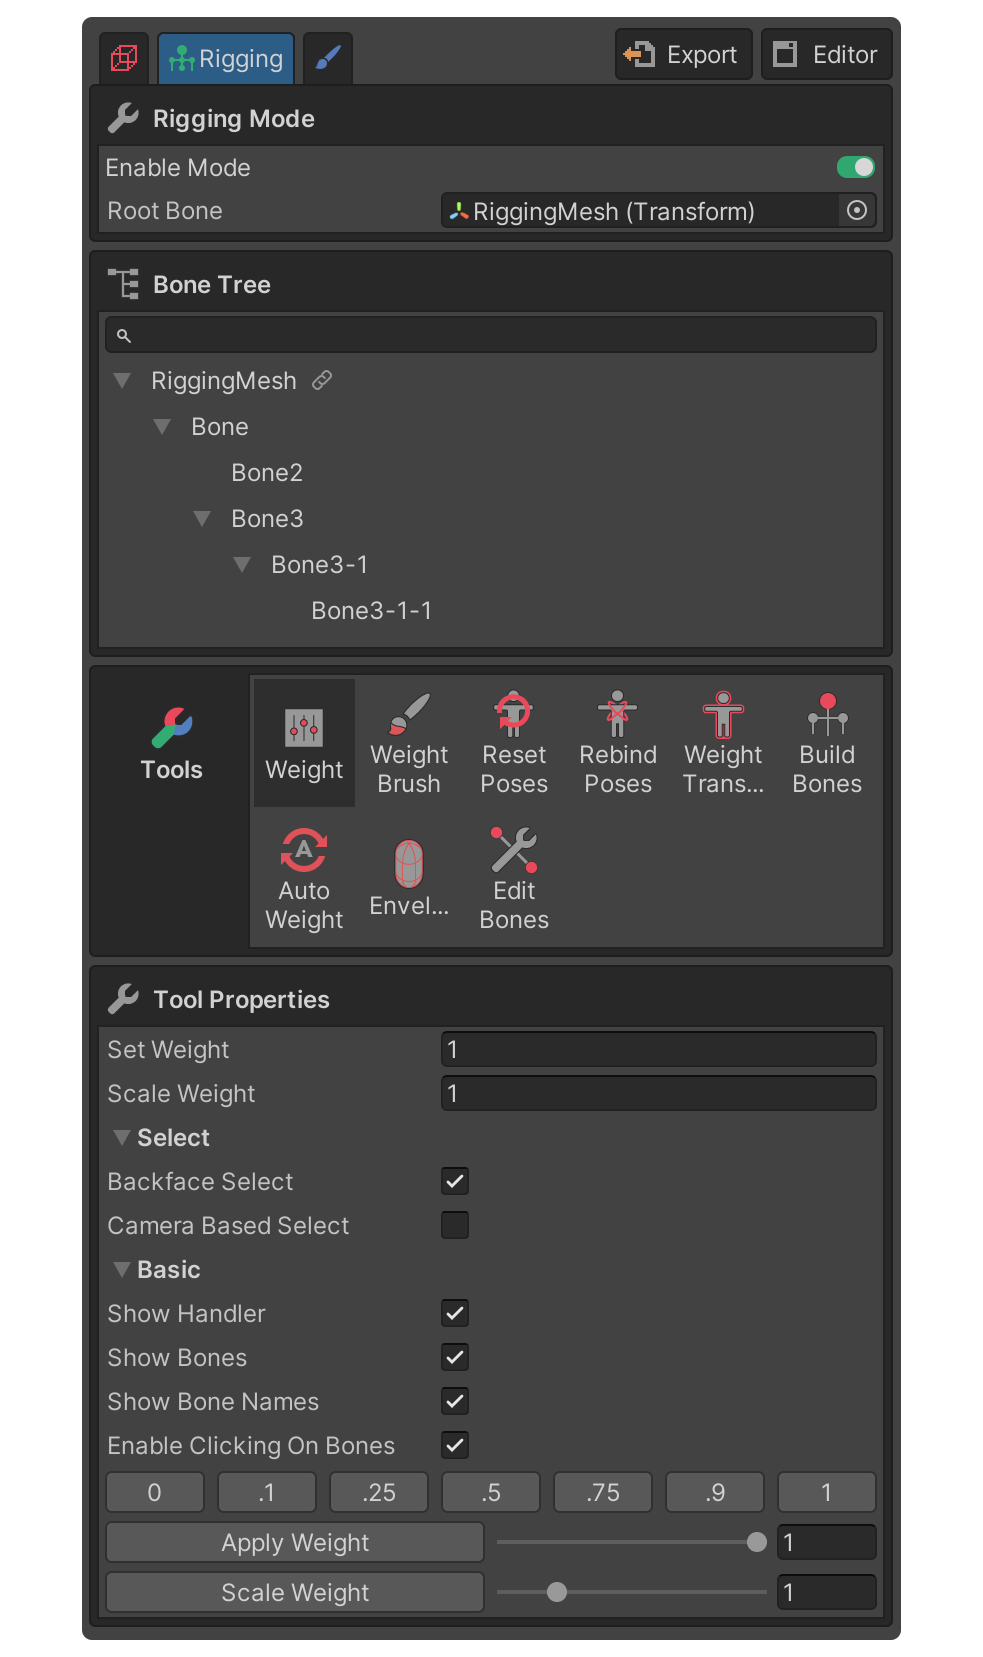 Rigging
Export
Editor
Rigging Mode
Enable Mode
Root Bone
RiggingMesh (Transform)
Bone Tree
RiggingMesh
Bone
Bone2
Bone3
Bone3-1
Bone3-1-1
Tools
Weight
Weight
Brush
Reset
Poses
Rebind
Poses
Weight
Trans...
Build
Bones
A
Auto
Weight
Envel...
Edit
Bones
Tool Properties
Set Weight 1
Scale Weight 1
Select
Backface Select
Camera Based Select
Basic
Show Handler
Show Bones
Show Bone Names
Enable Clicking On Bones
0 .1 .25 .5 .75 .9 1
Apply Weight 1
Scale Weight 1